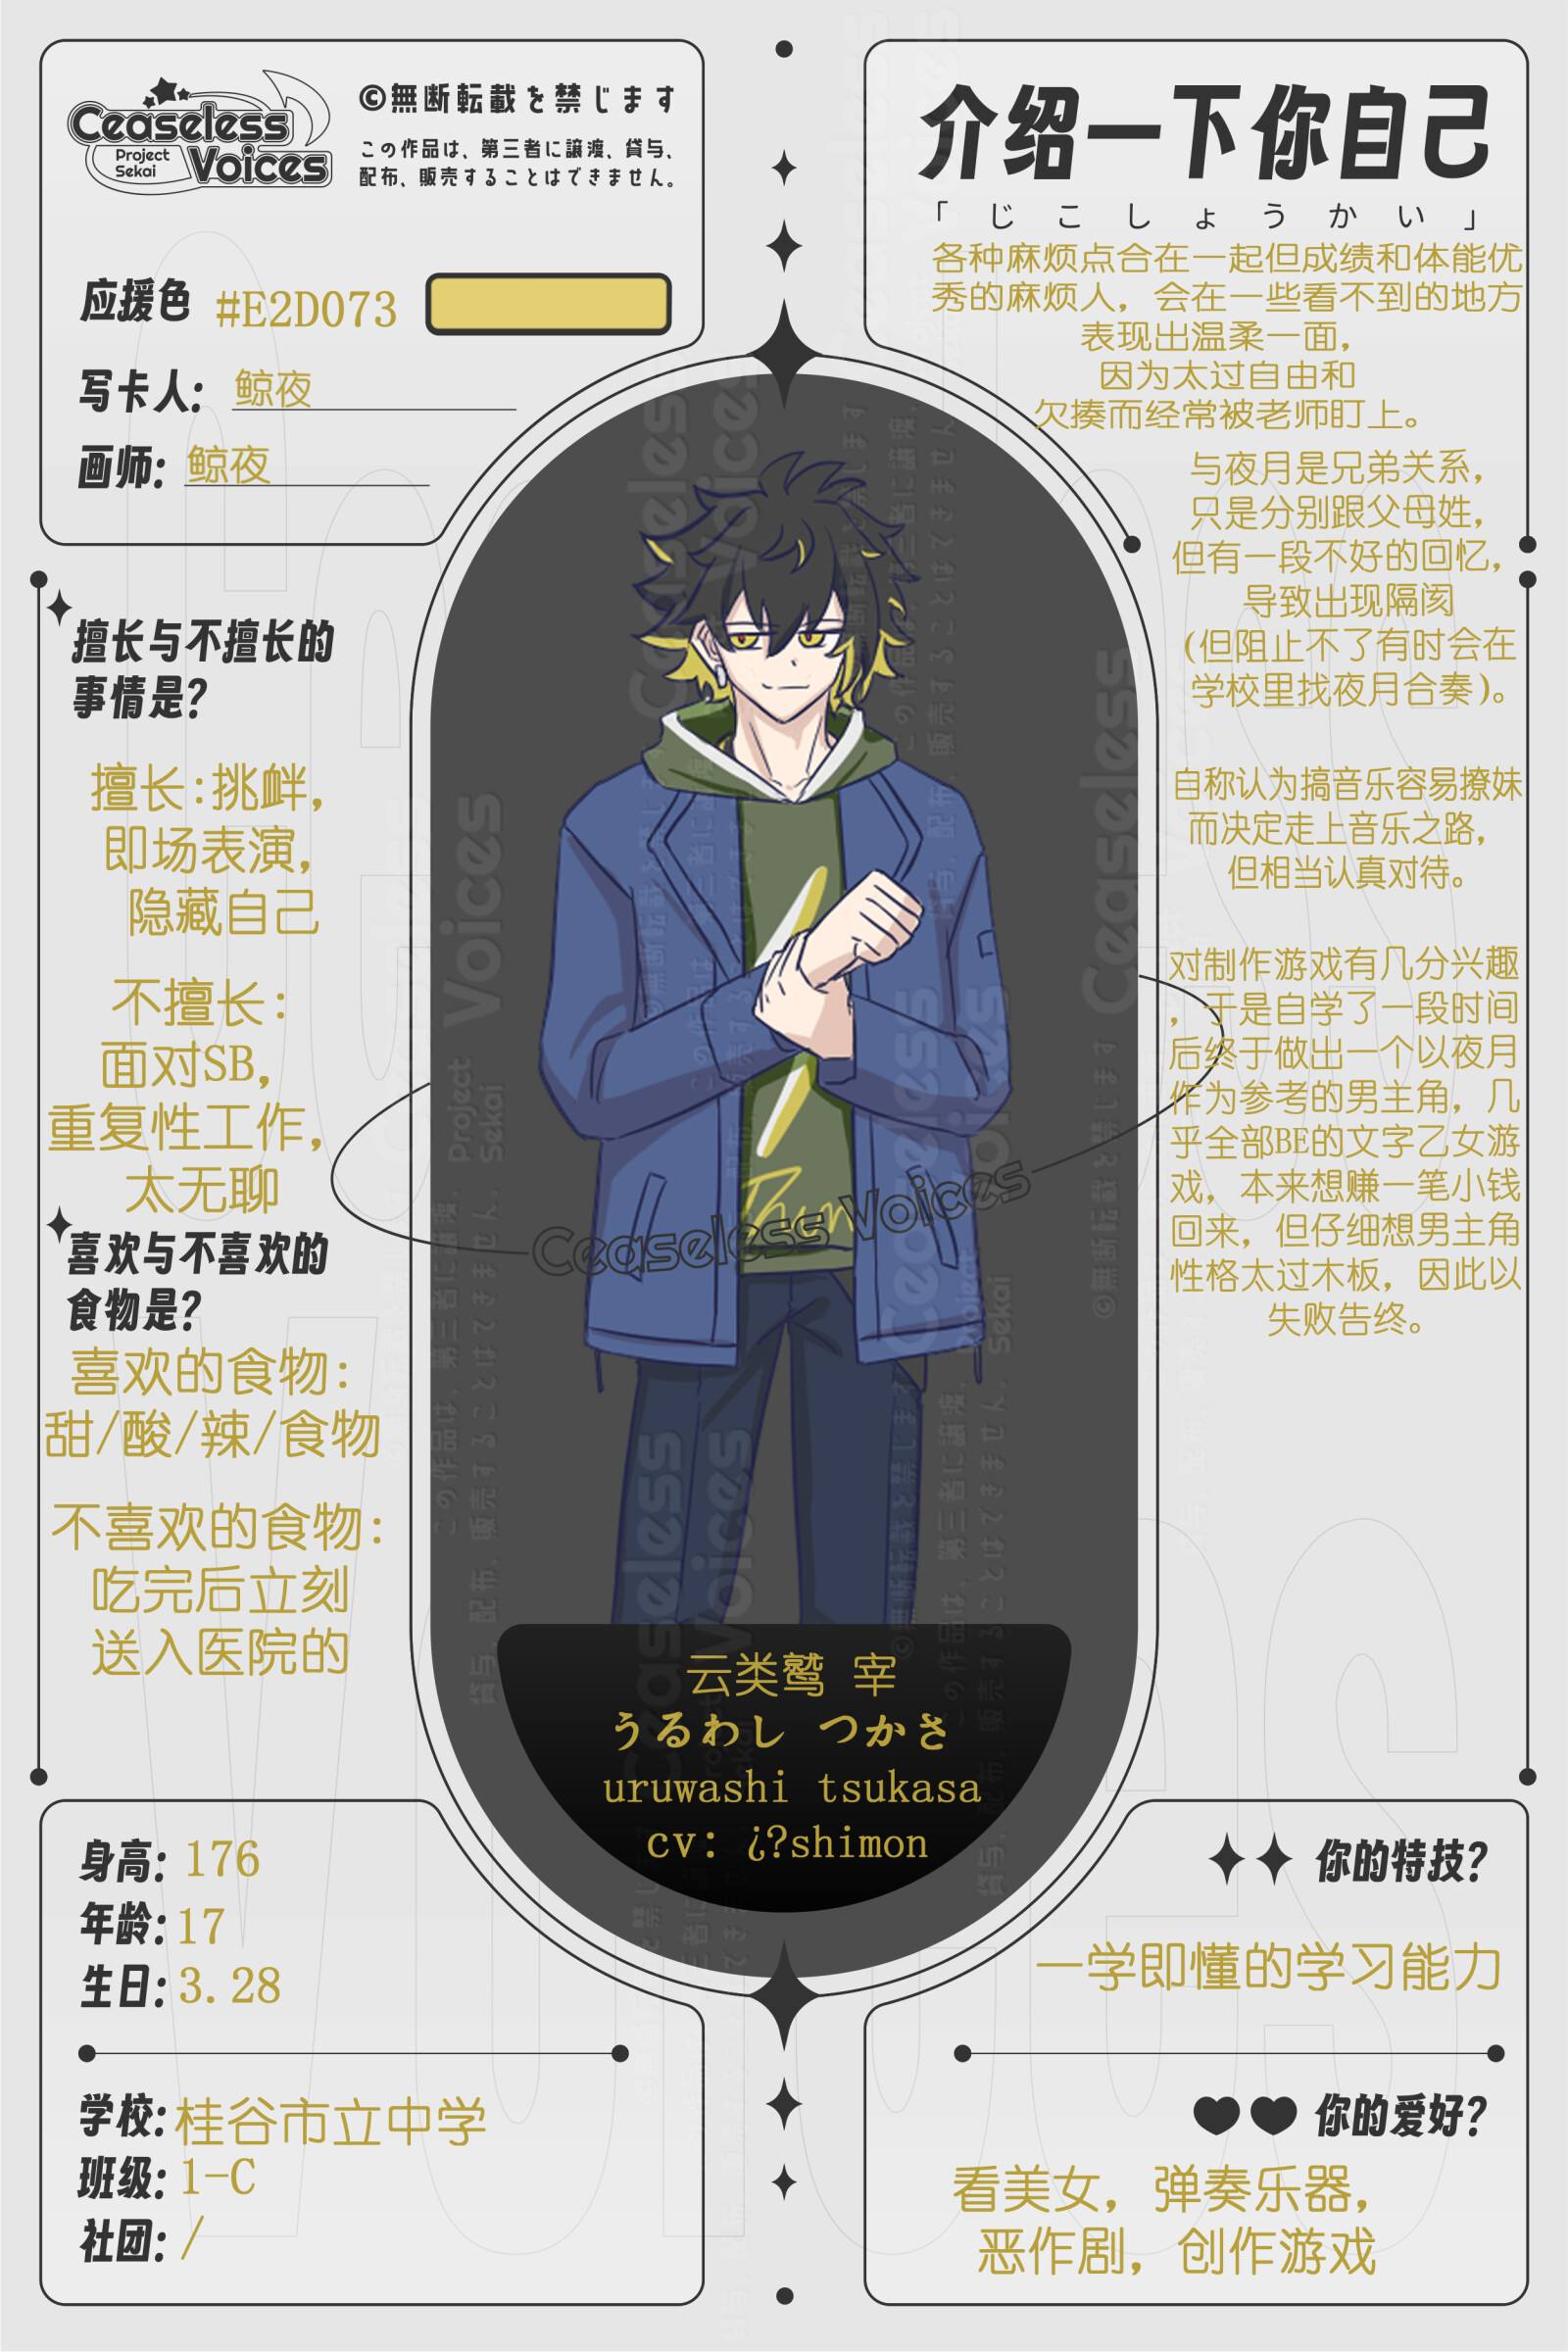 Ceaseless
Voices
Project
Sekai
©無断転載を禁じます
この作品は、第三者に譲渡、貸与、
配布、販売することはできません。
应援色 #E2D073
写卡人: 鲸夜
画师: 鲸夜
介绍一下你自己
「じこしょうかい」
各种麻烦点合在一起但成绩和体能优
秀的麻烦人，会在一些看不到的地方
表现出温柔一面，
因为太过自由和
欠揍而经常被老师盯上。
与夜月是兄弟关系，
只是分别跟父母姓，
但有一段不好的回忆，
导致出现隔阂
(但阻止不了有时会在
学校里找夜月合奏)。
自称认为搞音乐容易撩妹
而决定走上音乐之路，
但相当认真对待。
对制作游戏有几分兴趣
，于是自学了一段时间
后终于做出一个以夜月
作为参考的男主角，几
乎全部BE的文字乙女游
戏，本来想赚一笔小钱
回来，但仔细想男主角
性格太过木板，因此以
失败告终。
擅长与不擅长的
事情是?
擅长:挑衅，
即场表演，
隐藏自己
不擅长:
面对SB，
重复性工作，
太无聊
喜欢与不喜欢的
食物是?
喜欢的食物:
甜/酸/辣/食物
不喜欢的食物:
吃完后立刻
送入医院的
Ceaseless Voices
云类鹫 宰
うるわし つかさ
uruwashi tsukasa
cv: ¿?shimon
身高: 176
年龄: 17
生日: 3.28
学校: 桂谷市立中学
班级: 1-C
社团: /
你的特技?
一学即懂的学习能力
你的爱好?
看美女，弹奏乐器，
恶作剧，创作游戏